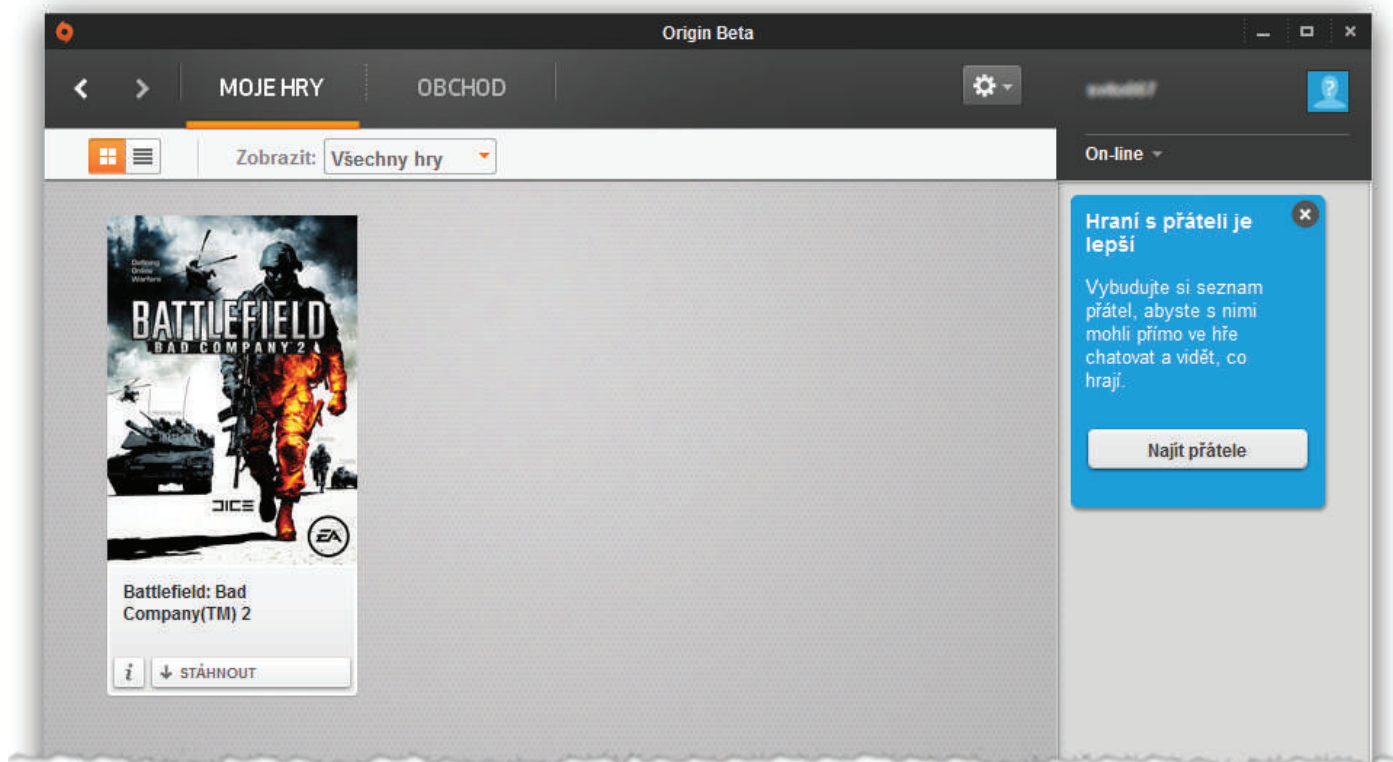 Origin Beta
MOJE HRY
OBCHOD
Zobrazit: Všechny hry
On-line
Defining
Online
Warfare
BATTLEFIELD
BAD COMPANY 2
DICE
EA
Battlefield: Bad
Company(TM) 2
i
STÁHNOUT
Hraní s přáteli je
lepší
Vybudujte si seznam
přátel, abyste s nimi
mohli přímo ve hře
chatovat a vidět, co
hrají.
Najít přátele